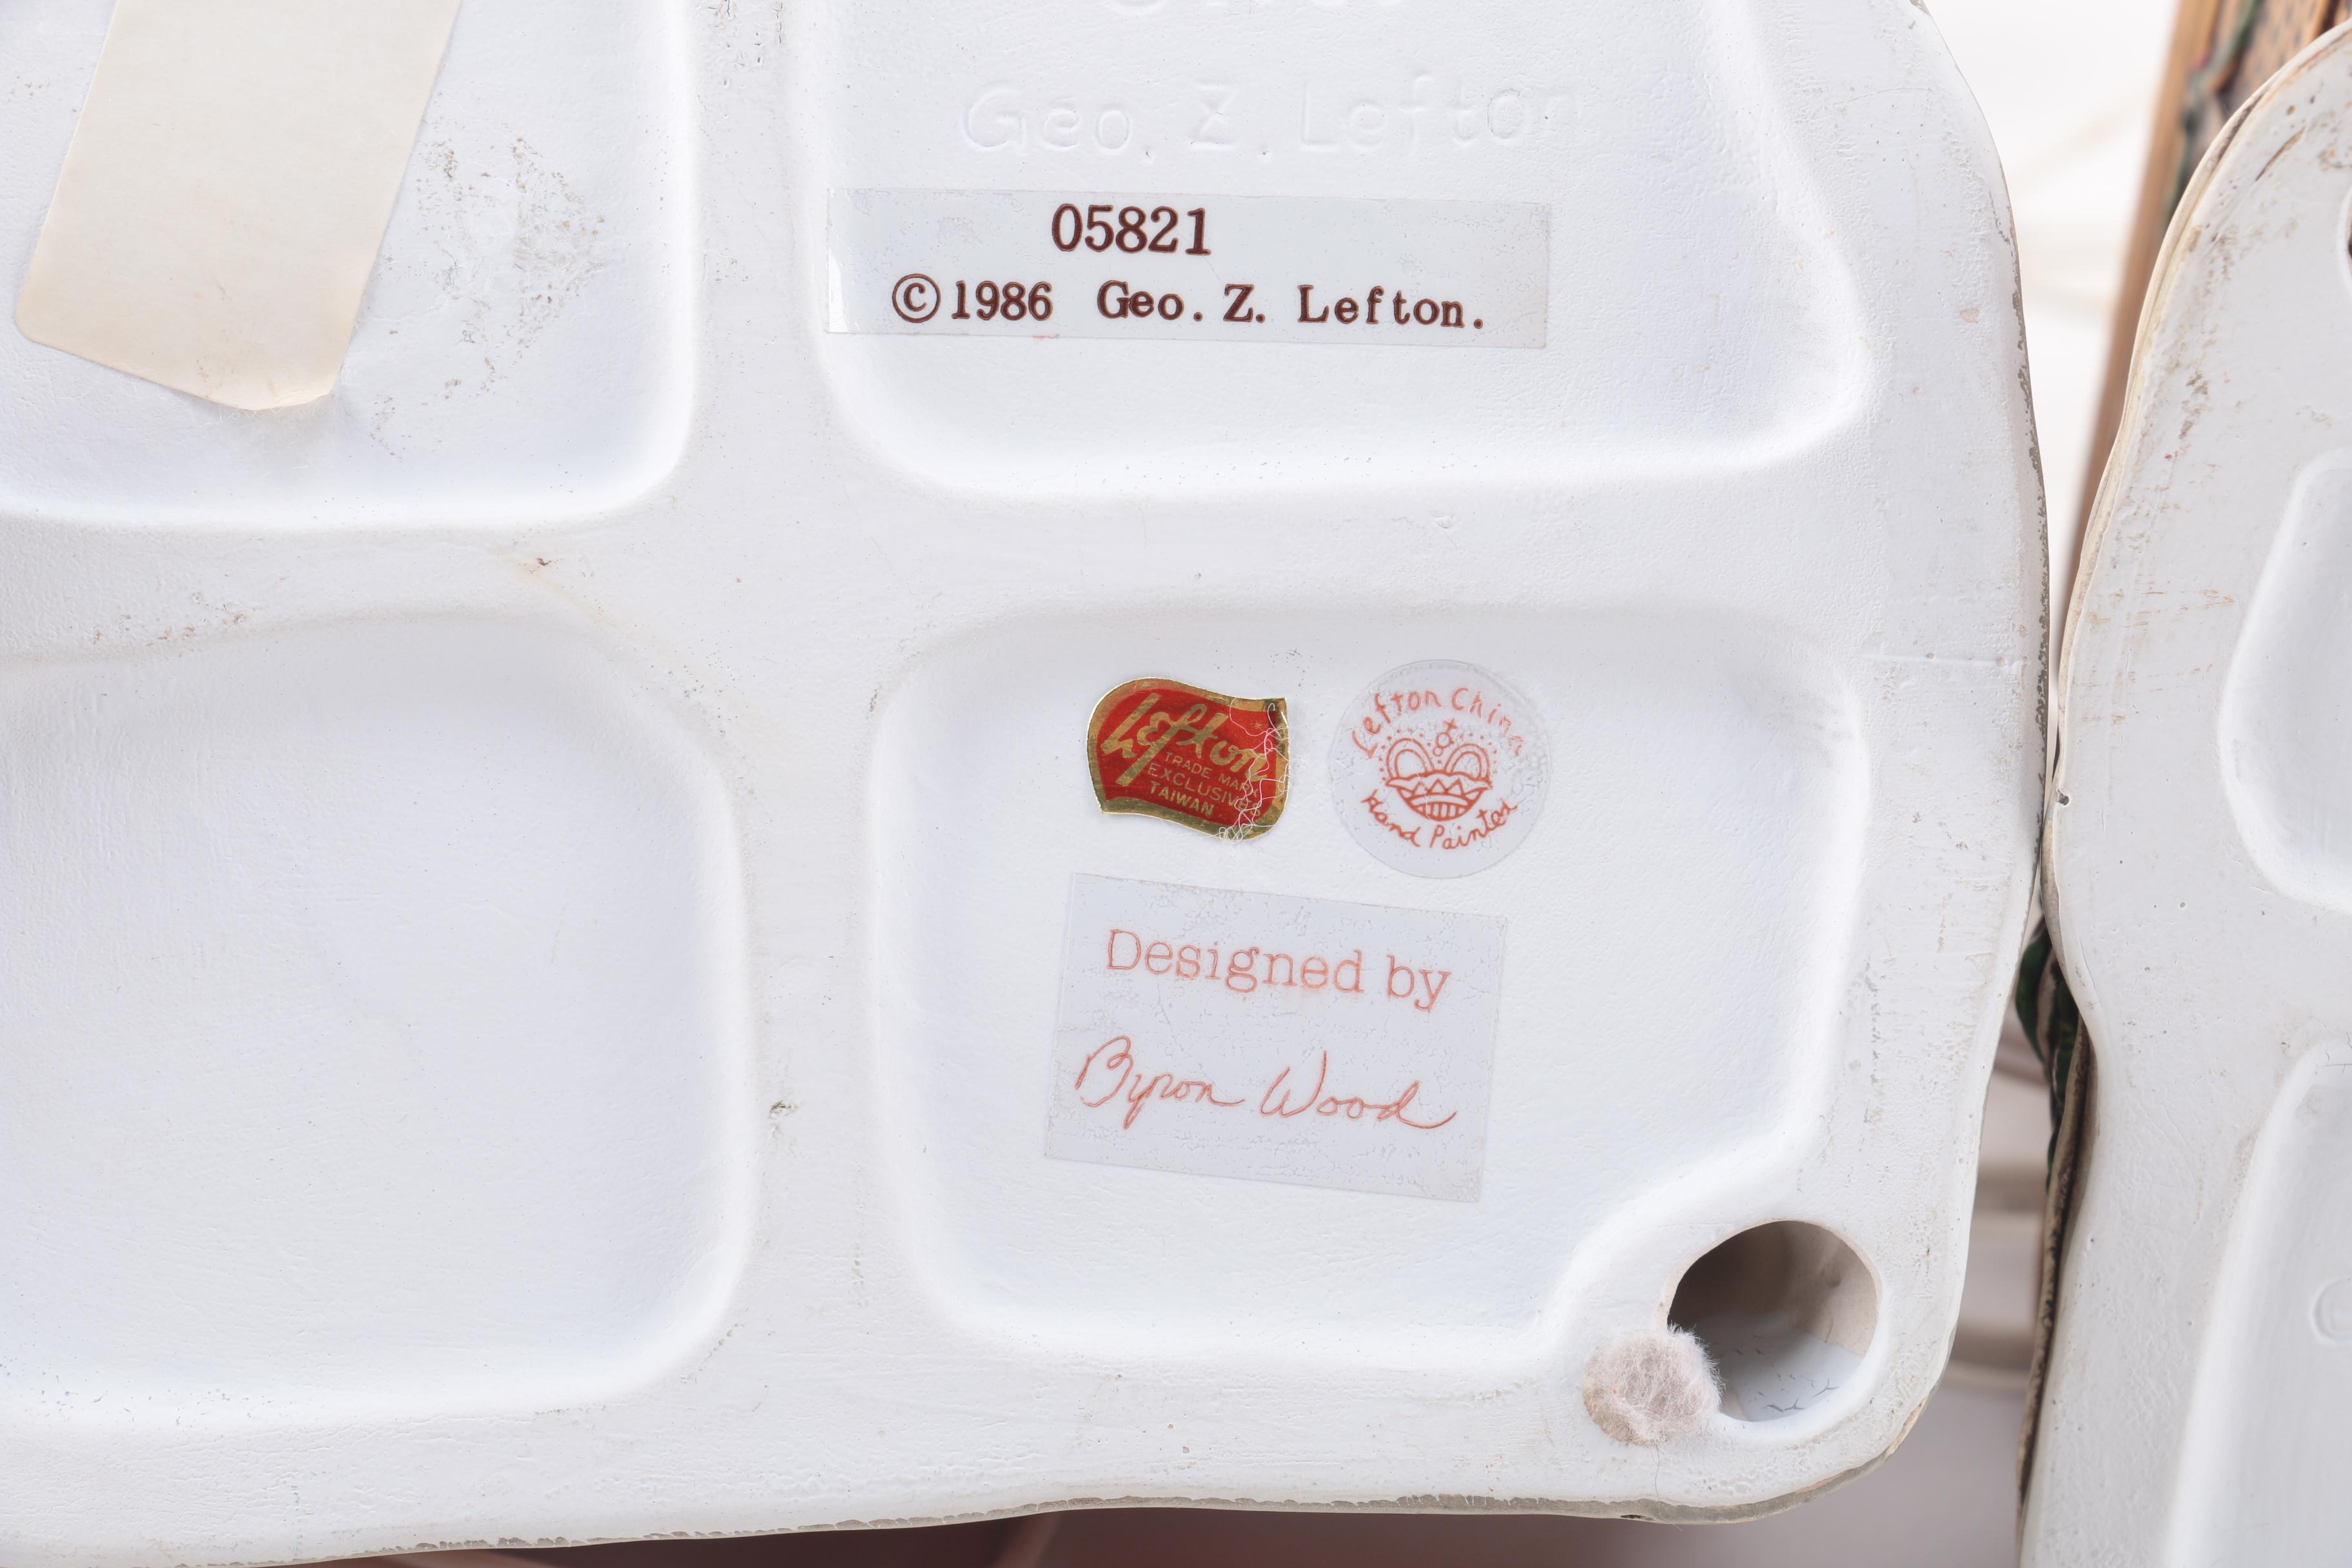 Geo. Z. Lefton
05821
©1986 Geo. Z. Lefton.
Lefton
TRADE MARK
EXCLUSIVE
TAIWAN
Lefton China
Hand Painted
Designed by
Byron Wood